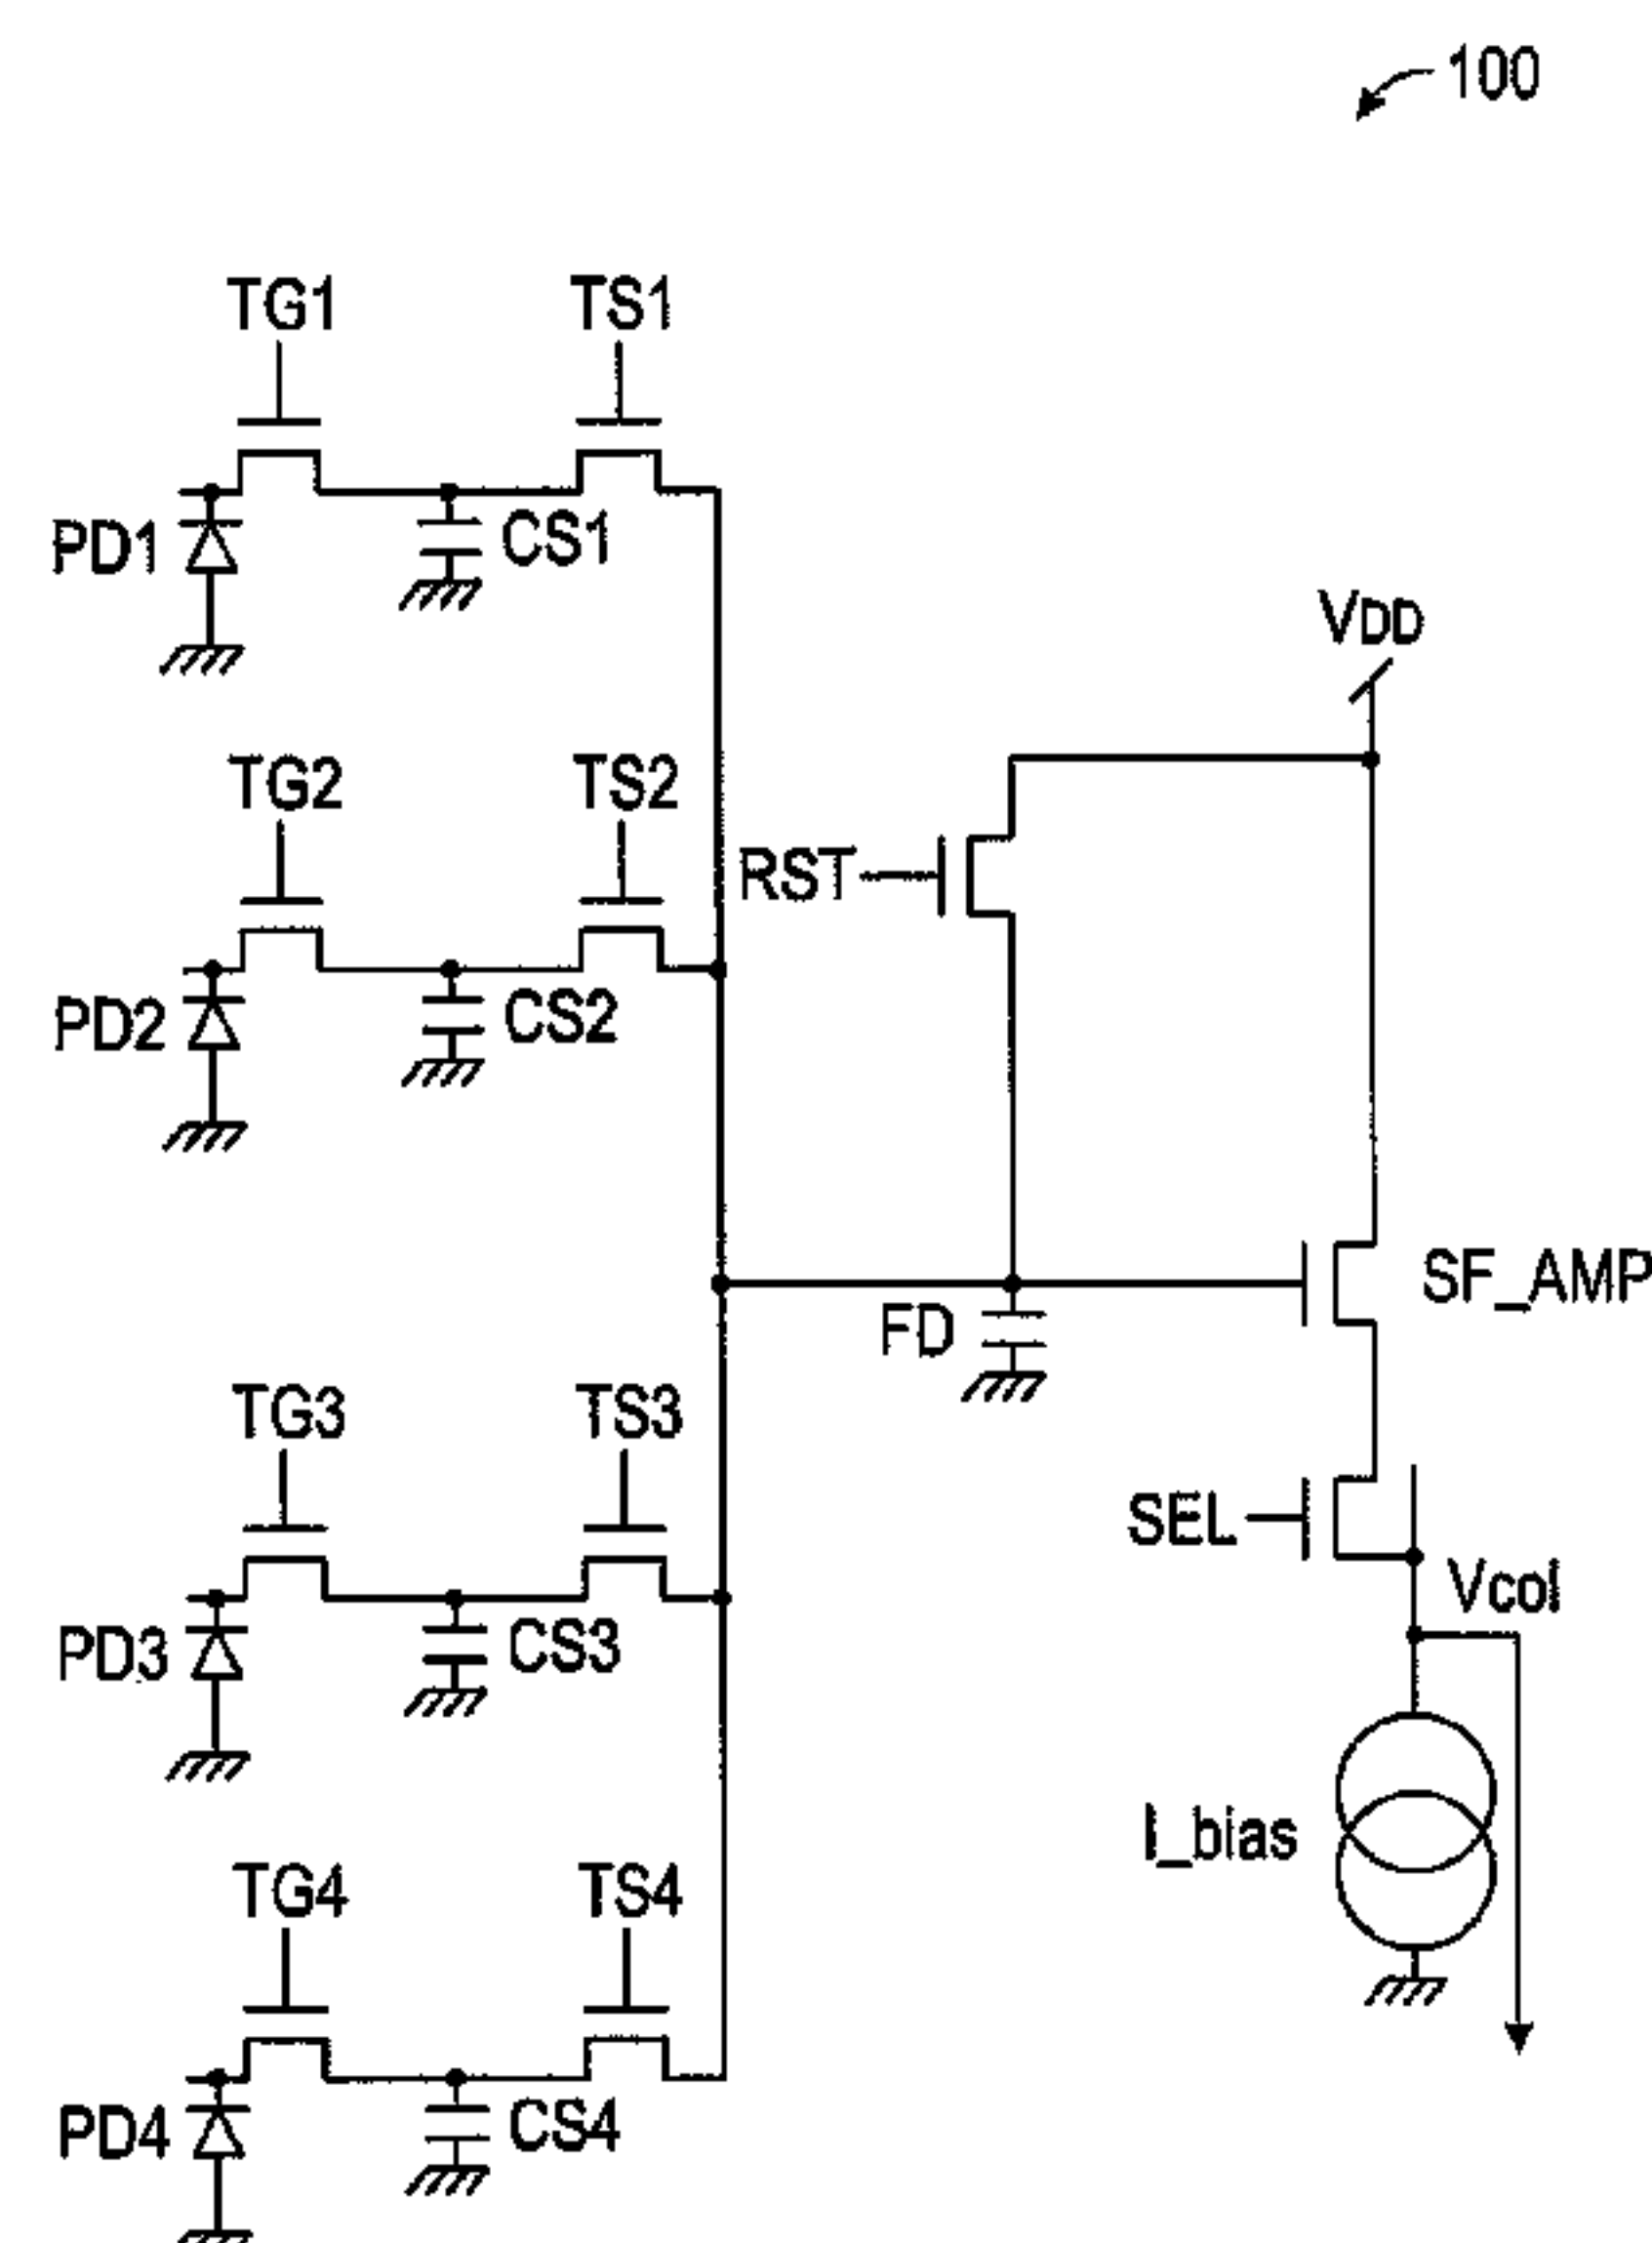 100
TG1 TS1
PD1 CS1
VDD
TG2 TS2
RST
PD2 CS2
SF_AMP
FD
TG3 TS3
SEL
Vcol
PD3 CS3
I_bias
TG4 TS4
PD4 CS4